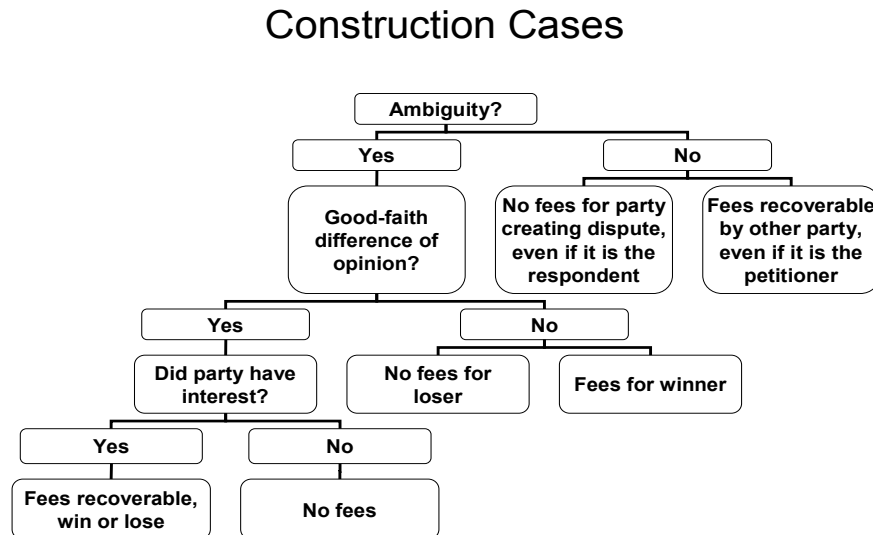 Construction Cases
Ambiguity?
Yes
No
Good-faith
difference of
opinion?
No fees for party
creating dispute,
even if it is the
respondent
Fees recoverable
by other party,
even if it is the
petitioner
Yes
No
Did party have
interest?
No fees for
loser
Fees for winner
Yes
No
Fees recoverable,
win or lose
No fees